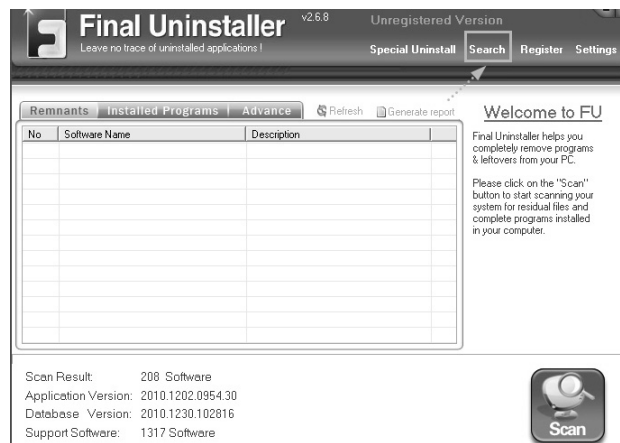 Final Uninstaller v2.6.8
Leave no trace of uninstalled applications !
Unregistered Version
Special Uninstall Search Register Settings
Remnants Installed Programs Advance Refresh Generate report
No Software Name Description
Welcome to FU
Final Uninstaller helps you
completely remove programs
& leftovers from your PC.
Please click on the "Scan"
button to start scanning your
system for residual files and
complete programs installed
in your computer.
Scan Result: 208 Software
Application Version: 2010.1202.0954.30
Database Version: 2010.1230.102816
Support Software: 1317 Software
Scan